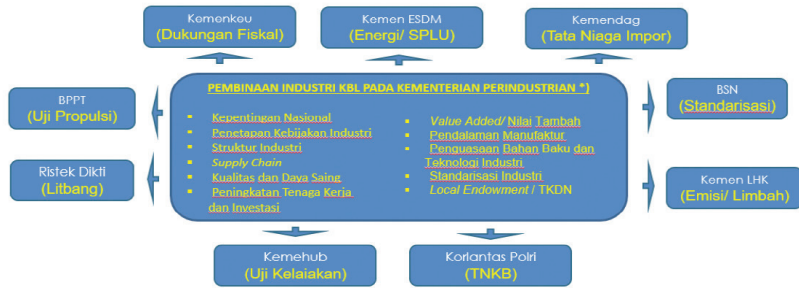 Kemenkeu
(Dukungan Fiskal)
Kemen ESDM
(Energi/ SPLU)
Kemendag
(Tata Niaga Impor)
BPPT
(Uji Propulsi)
Ristek Dikti
(Litbang)
PEMBINAAN INDUSTRI KBL PADA KEMENTERIAN PERINDUSTRIAN *)
▪ Kepentingan Nasional
▪ Penetapan Kebijakan Industri
▪ Struktur Industri
▪ Supply Chain
▪ Kualitas dan Daya Saing
▪ Peningkatan Tenaga Kerja
dan Investasi
▪ Value Added/ Nilai Tambah
▪ Pendalaman Manufaktur
▪ Penguasaan Bahan Baku dan
Teknologi Industri
▪ Standarisasi Industri
▪ Local Endowment / TKDN
BSN
(Standarisasi)
Kemen LHK
(Emisi/ Limbah)
Kemehub
(Uji Kelaiakan)
Korlantas Polri
(TNKB)